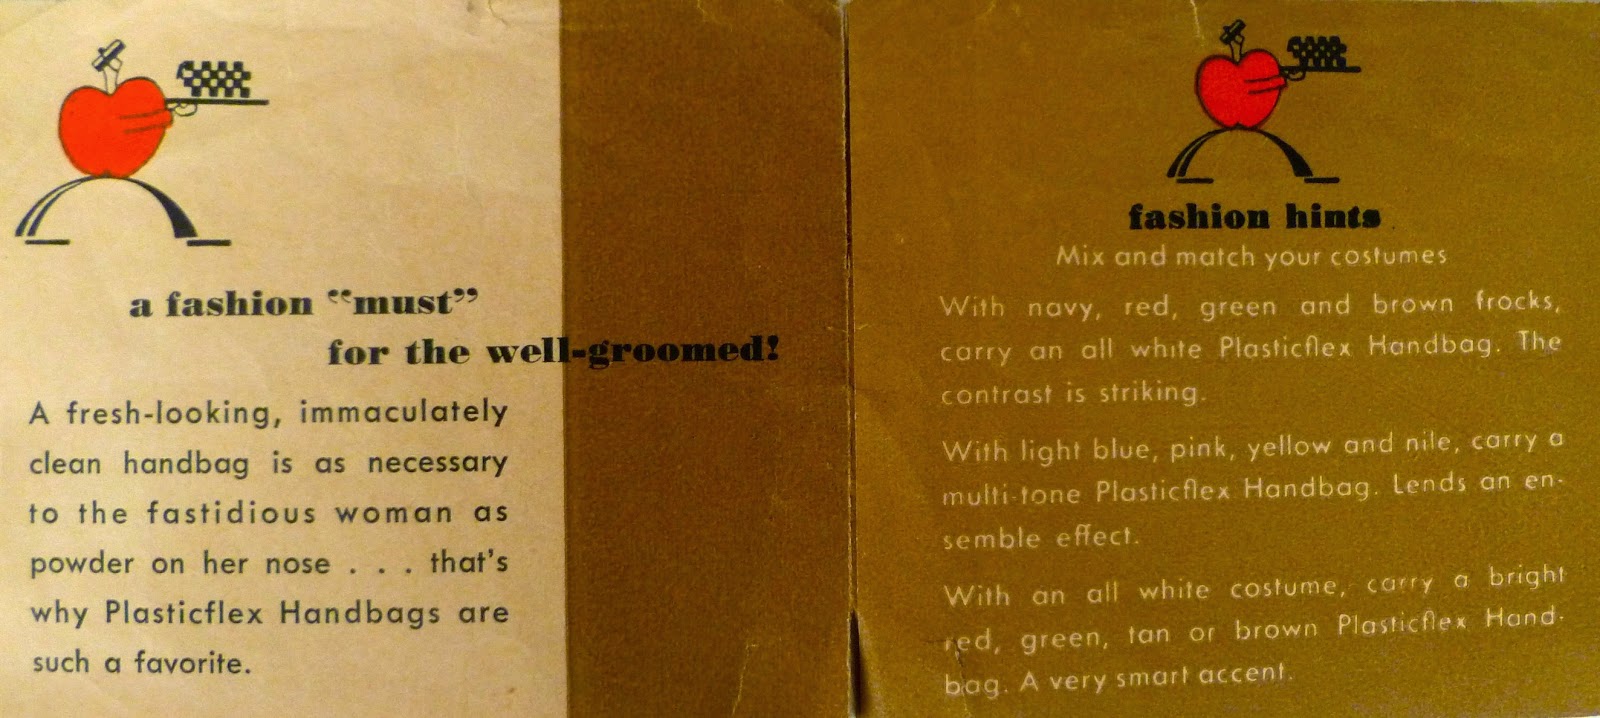 a fashion “must”
for the well-groomed!
A fresh-looking, immaculately
clean handbag is as necessary
to the fastidious woman as
powder on her nose . . . that's
why Plasticflex Handbags are
such a favorite.
fashion hints
Mix and match your costumes
With navy, red, green and brown frocks,
carry an all white Plasticflex Handbag. The
contrast is striking.
With light blue, pink, yellow and nile, carry a
multi-tone Plasticflex Handbag. Lends an en-
semble effect.
With an all white costume, carry a bright
red, green, tan or brown Plasticflex Hand-
bag. A very smart accent.